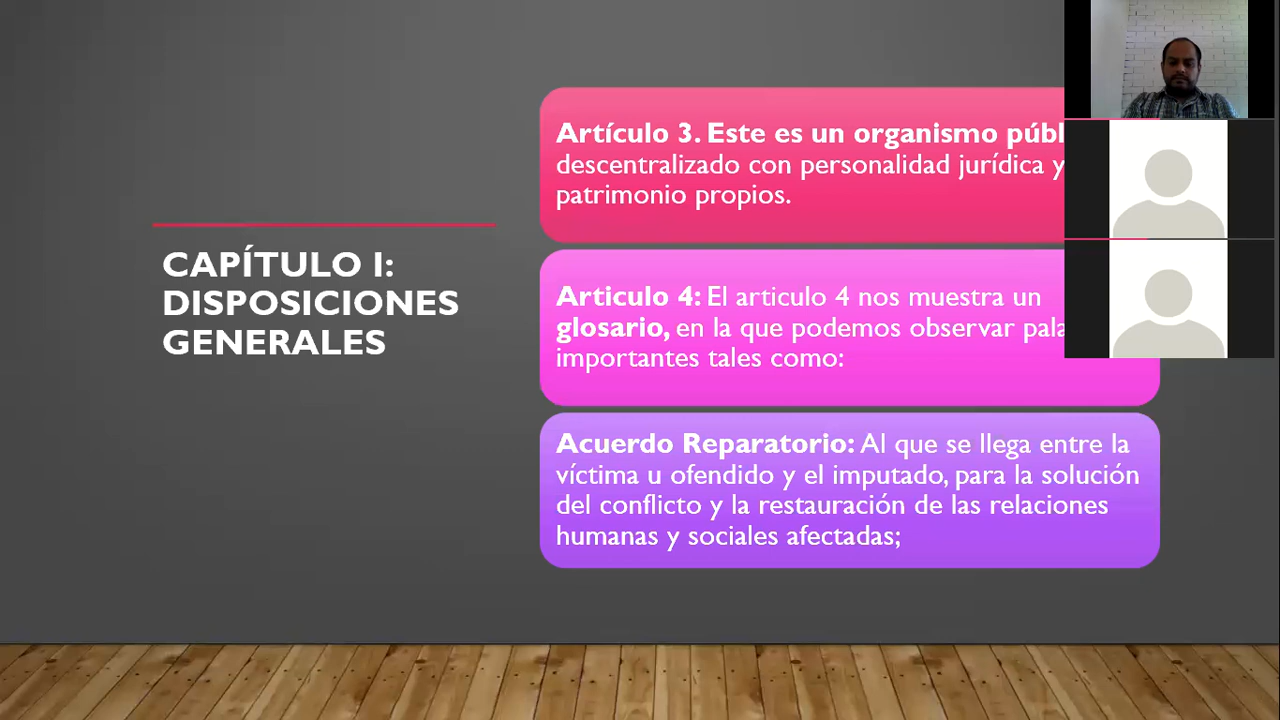 CAPÍTULO I:
DISPOSICIONES
GENERALES
Artículo 3. Este es un organismo
descentralizado con personalidad jurídica y
patrimonio propios.
Articulo 4: El articulo 4 nos muestra un
glosario, en la que podemos observar
importantes tales como:
Acuerdo Reparatorio: Al que se llega entre la
víctima u ofendido y el imputado, para la solución
del conflicto y la restauración de las relaciones
humanas y sociales afectadas;